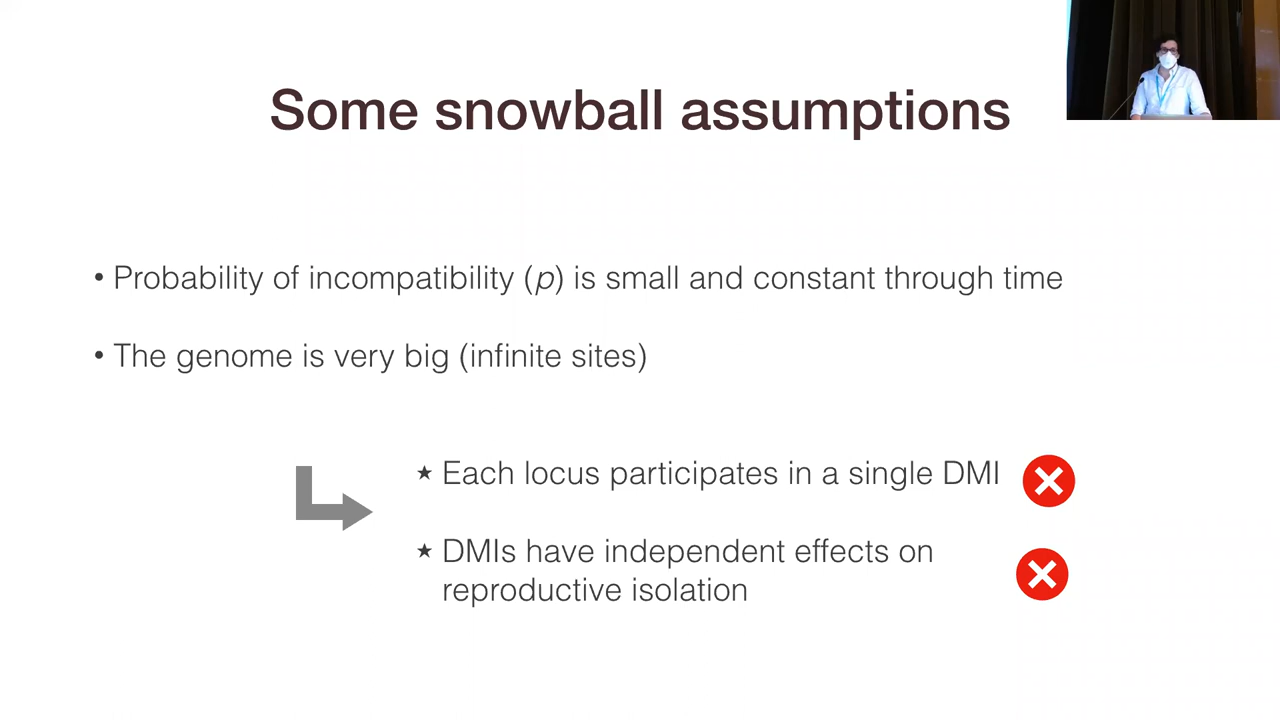 Some snowball assumptions
• Probability of incompatibility (p) is small and constant through time
• The genome is very big (infinite sites)
★ Each locus participates in a single DMI
★ DMIs have independent effects on
reproductive isolation